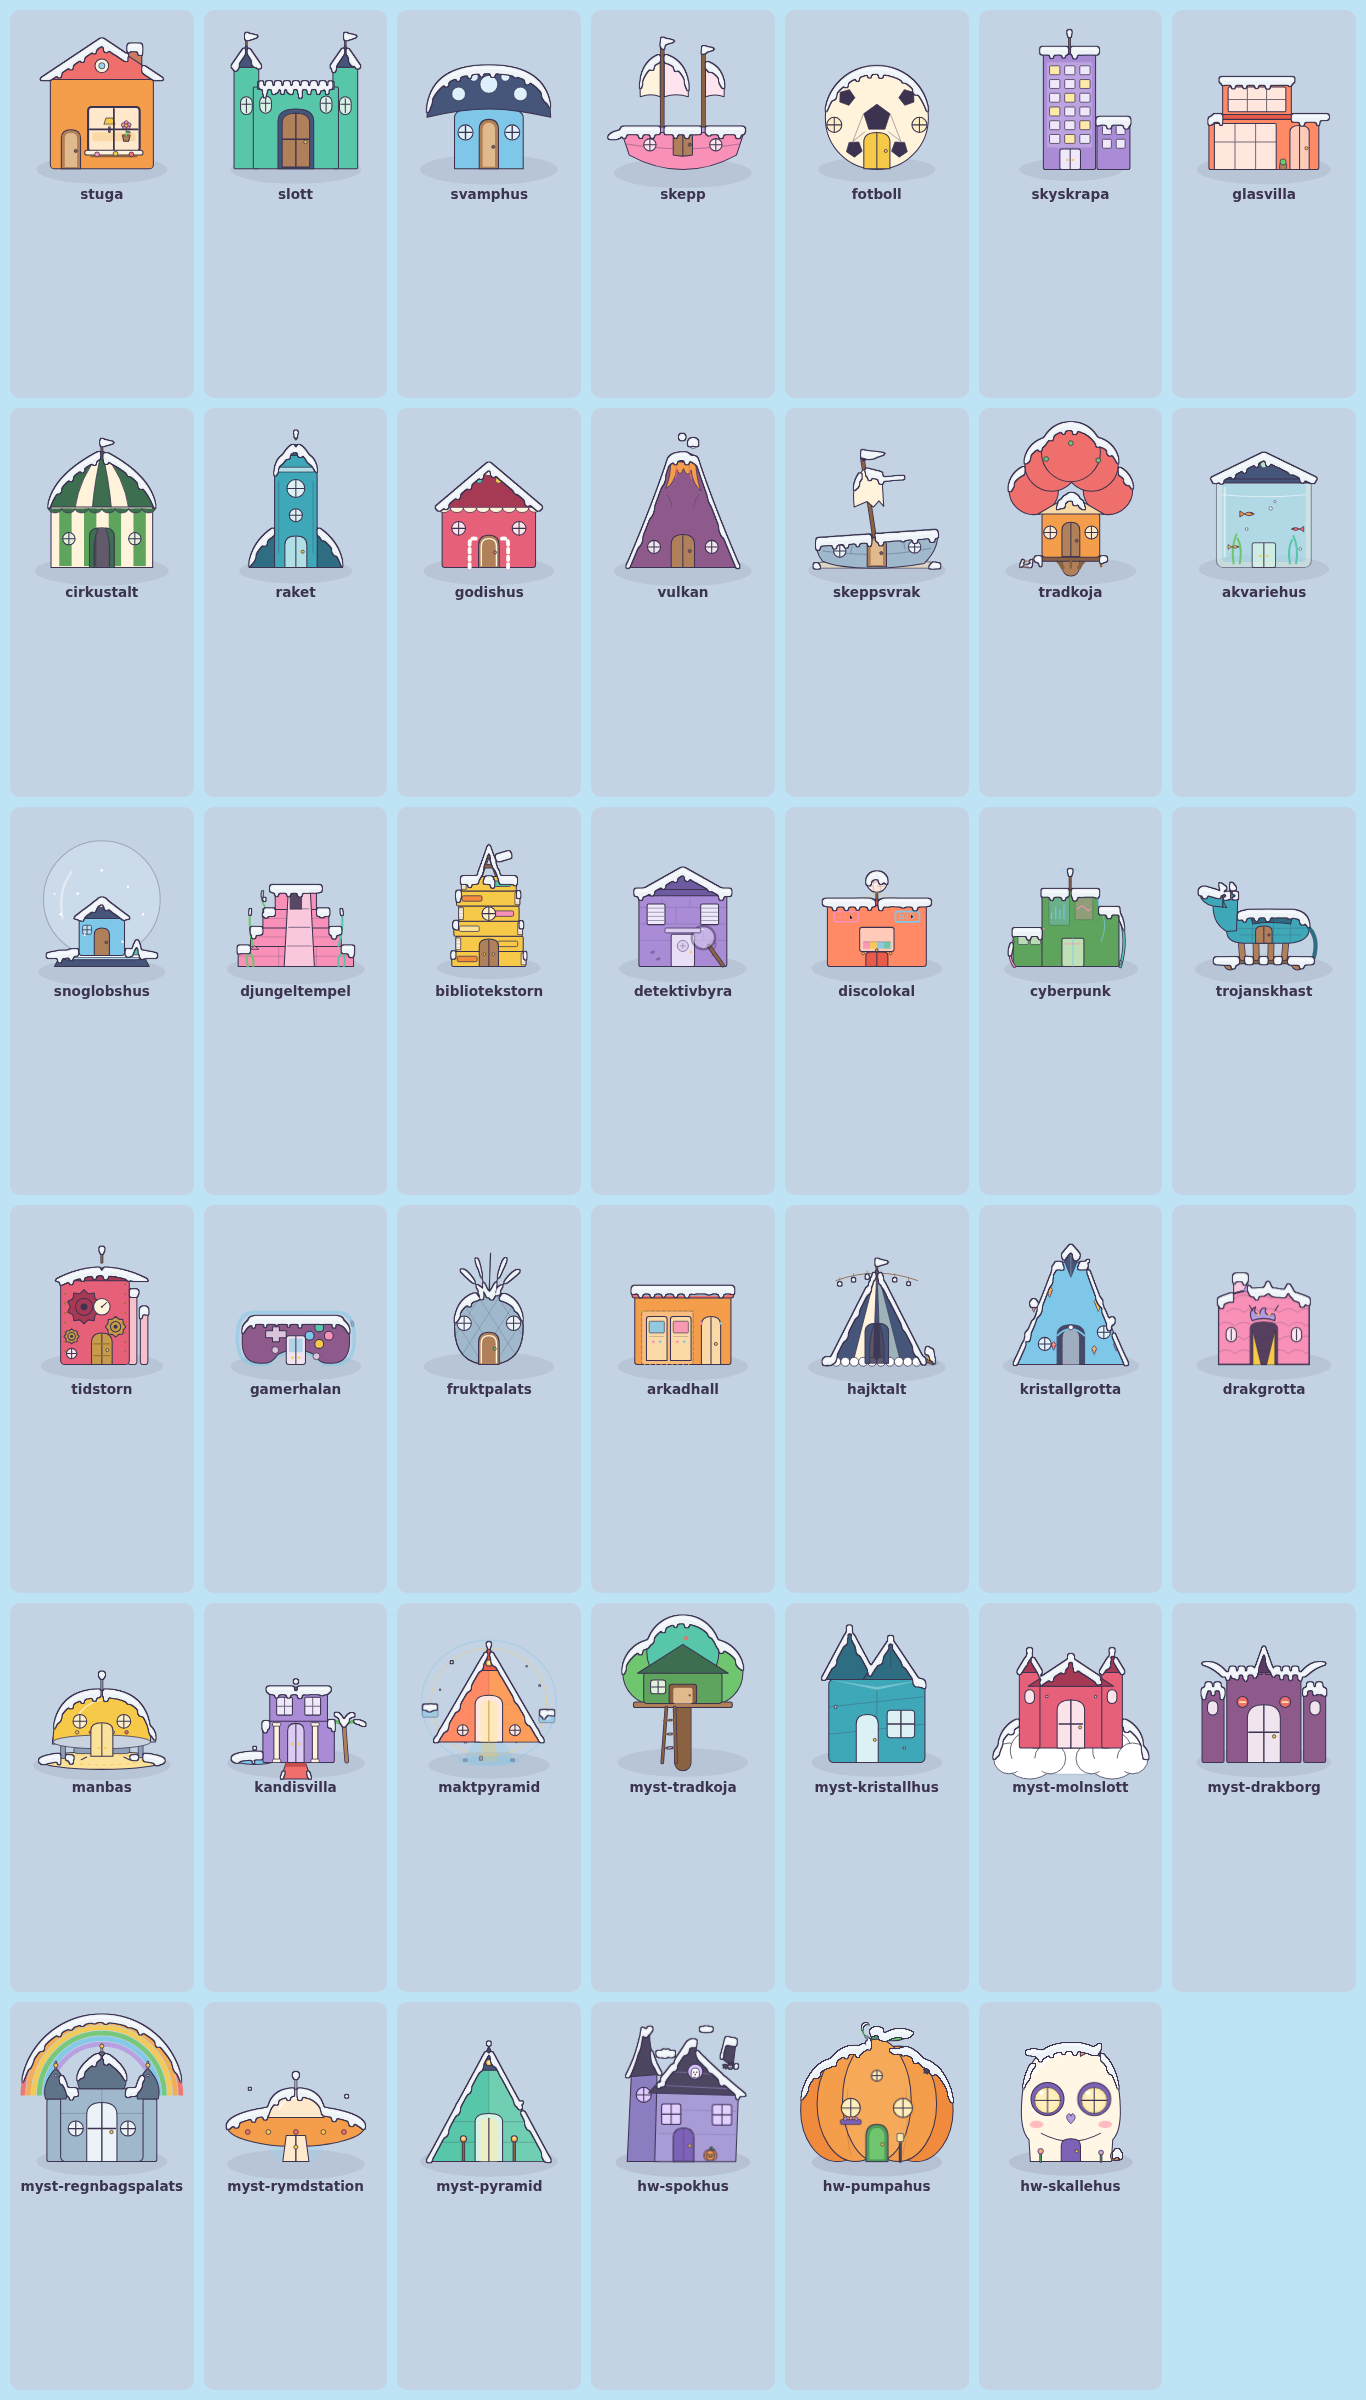 stuga
slott
svamphus
skepp
fotboll
skyskrapa
glasvilla
cirkustalt
raket
godishus
vulkan
skeppsvrak
tradkoja
akvariehus
snoglobshus
djungeltempel
bibliotekstorn
detektivbyra
discolokal
cyberpunk
trojanskhast
tidstorn
gamerhalan
fruktpalats
arkadhall
hajktalt
kristallgrotta
drakgrotta
manbas
kandisvilla
maktpyramid
myst-tradkoja
myst-kristallhus
myst-molnslott
myst-drakborg
myst-regnbagspalats
myst-rymdstation
myst-pyramid
hw-spokhus
hw-pumpahus
hw-skallehus